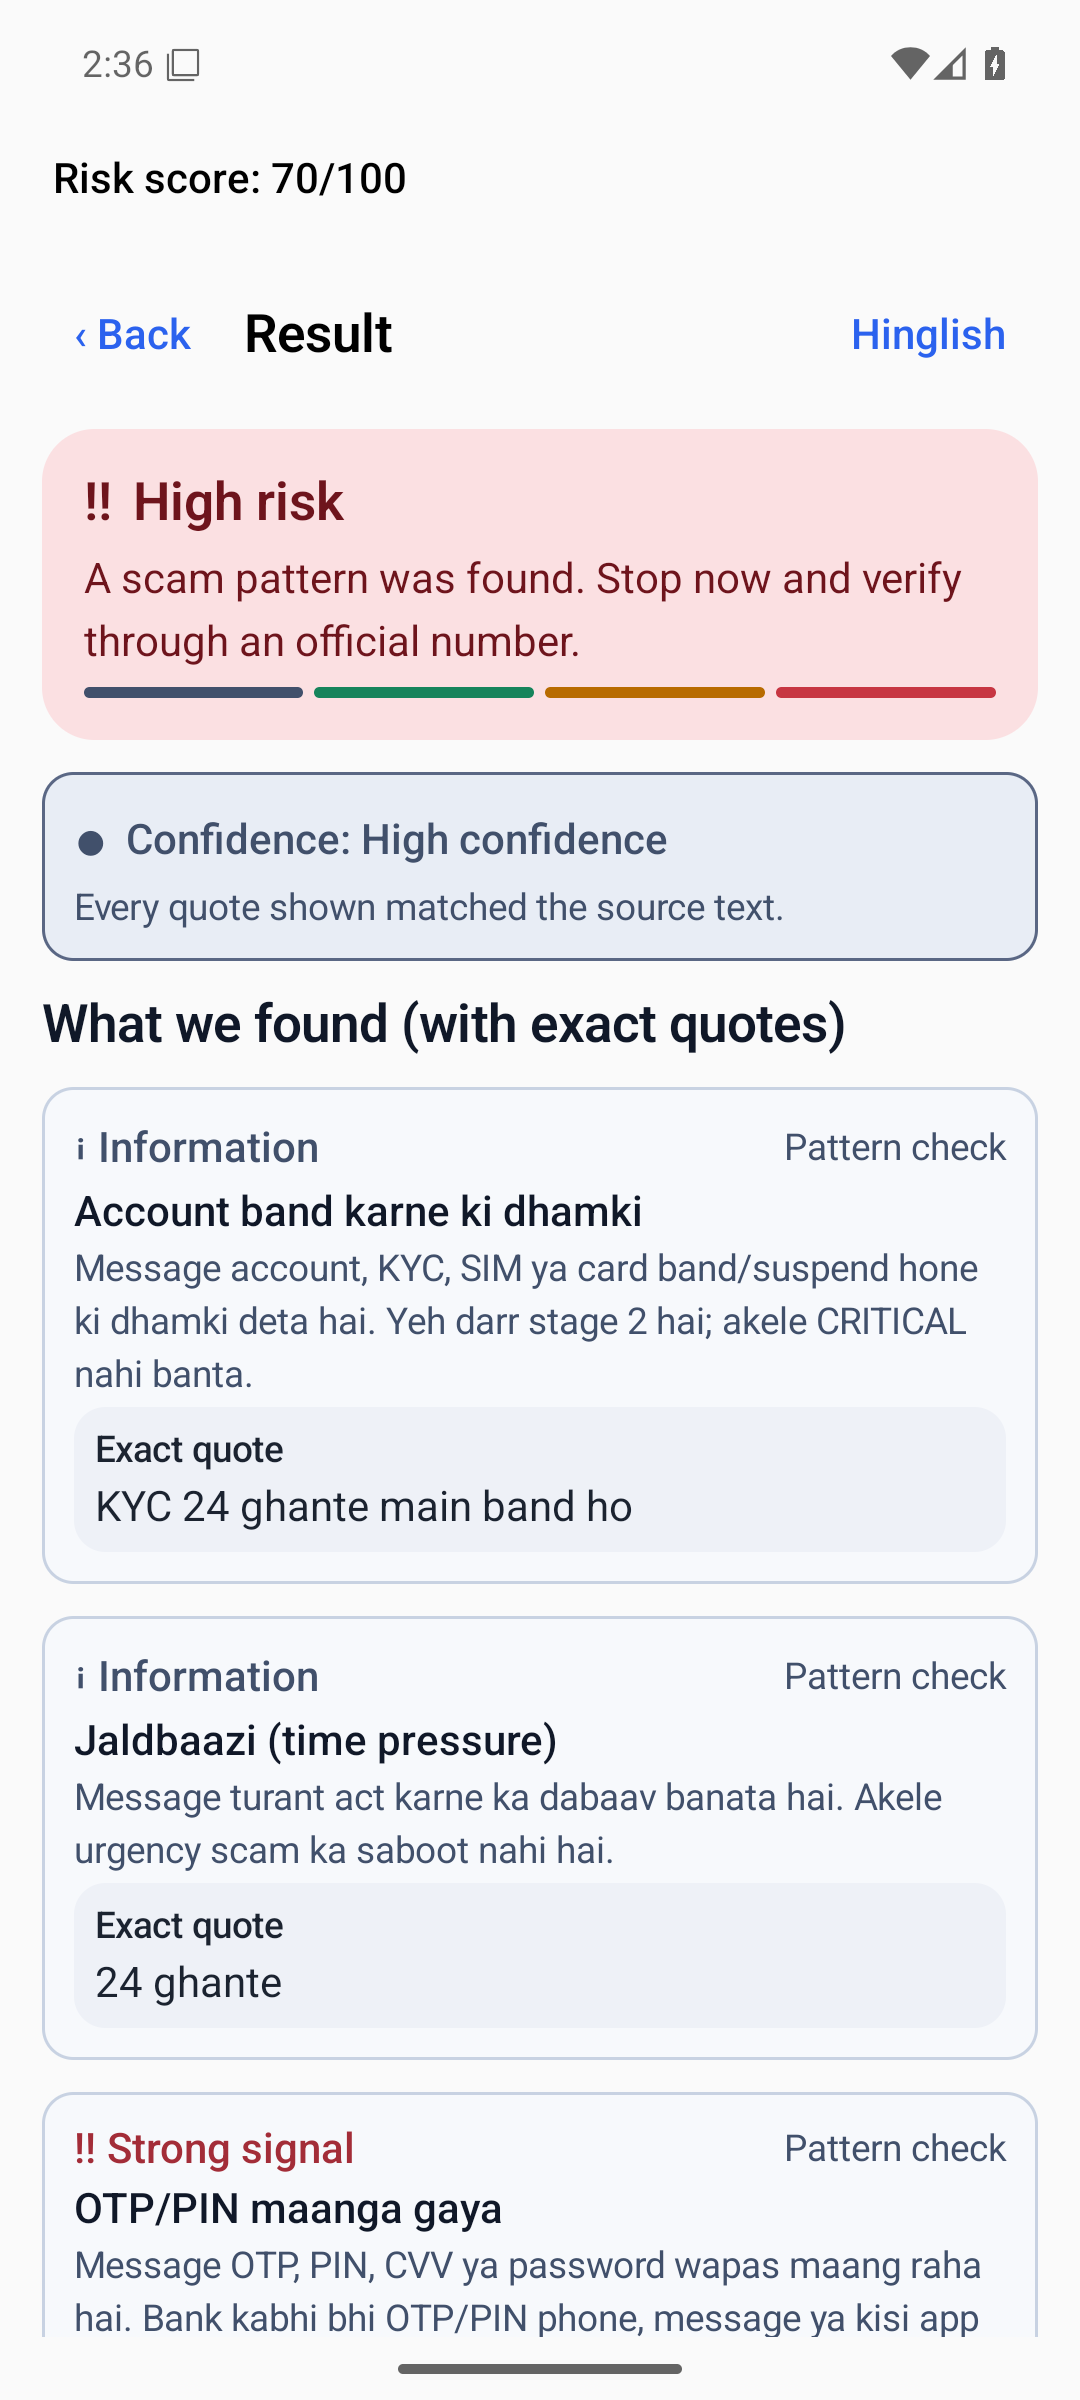 2:36
Risk score: 70/100
‹ Back Result Hinglish
!! High risk
A scam pattern was found. Stop now and verify
through an official number.
● Confidence: High confidence
Every quote shown matched the source text.
What we found (with exact quotes)
i Information Pattern check
Account band karne ki dhamki
Message account, KYC, SIM ya card band/suspend hone
ki dhamki deta hai. Yeh darr stage 2 hai; akele CRITICAL
nahi banta.
Exact quote
KYC 24 ghante main band ho
i Information Pattern check
Jaldbaazi (time pressure)
Message turant act karne ka dabaav banata hai. Akele
urgency scam ka saboot nahi hai.
Exact quote
24 ghante
!! Strong signal Pattern check
OTP/PIN maanga gaya
Message OTP, PIN, CVV ya password wapas maang raha
hai. Bank kabhi bhi OTP/PIN phone, message ya kisi app